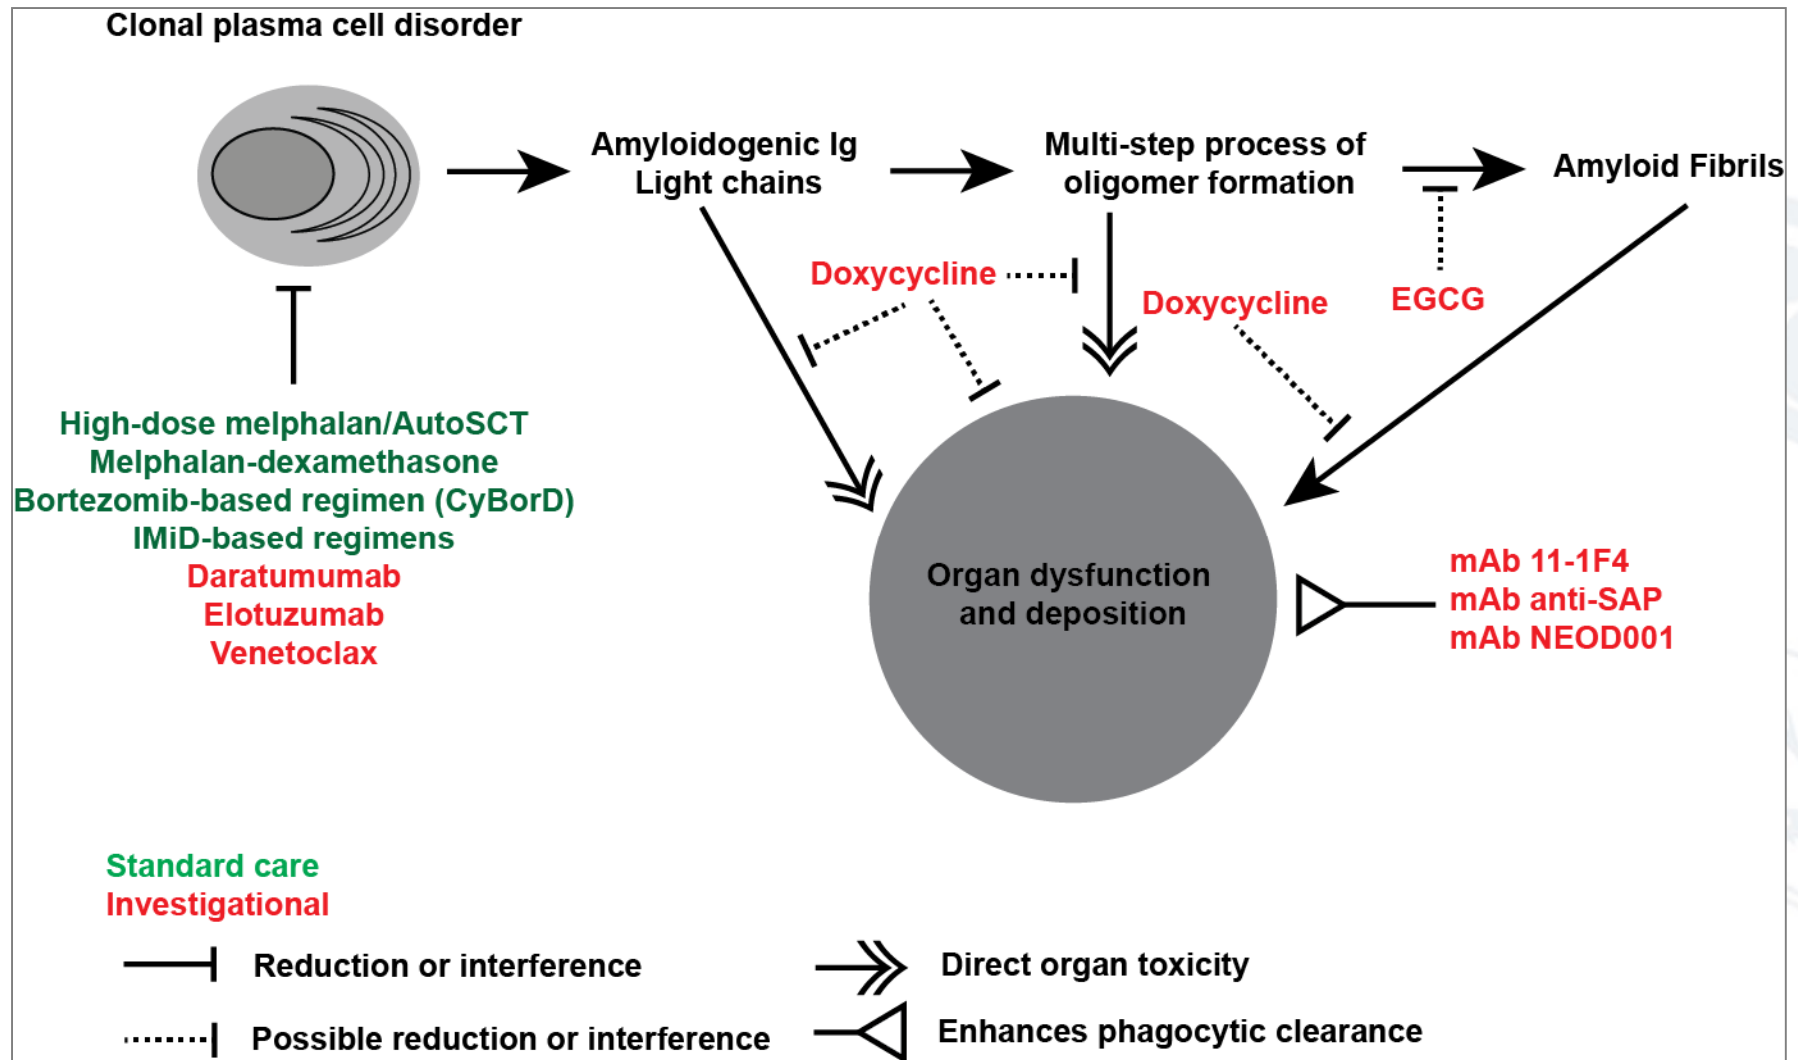 Clonal plasma cell disorder
Amyloidogenic Ig
Light chains
Multi-step process of
oligomer formation
Amyloid Fibrils
Doxycycline
Doxycycline
EGCG
High-dose melphalan/AutoSCT
Melphalan-dexamethasone
Bortezomib-based regimen (CyBorD)
IMiD-based regimens
Daratumumab
Elotuzumab
Venetoclax
Organ dysfunction
and deposition
mAb 11-1F4
mAb anti-SAP
mAb NEOD001
Standard care
Investigational
Reduction or interference
Direct organ toxicity
Possible reduction or interference
Enhances phagocytic clearance